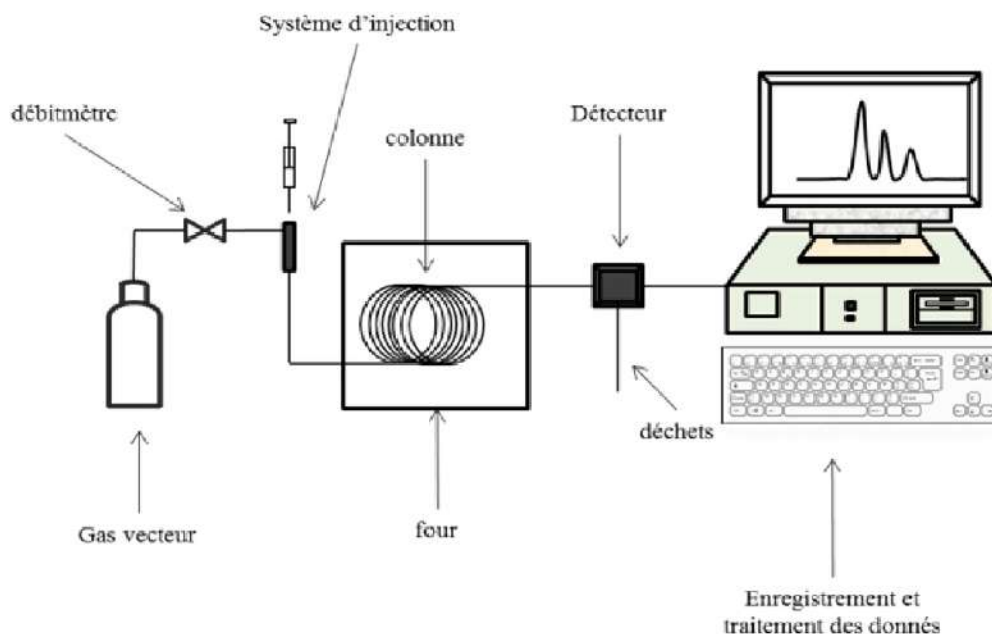 Système d'injection
débitmètre
colonne
Détecteur
déchets
Gas vecteur
four
Enregistrement et
traitement des donnés